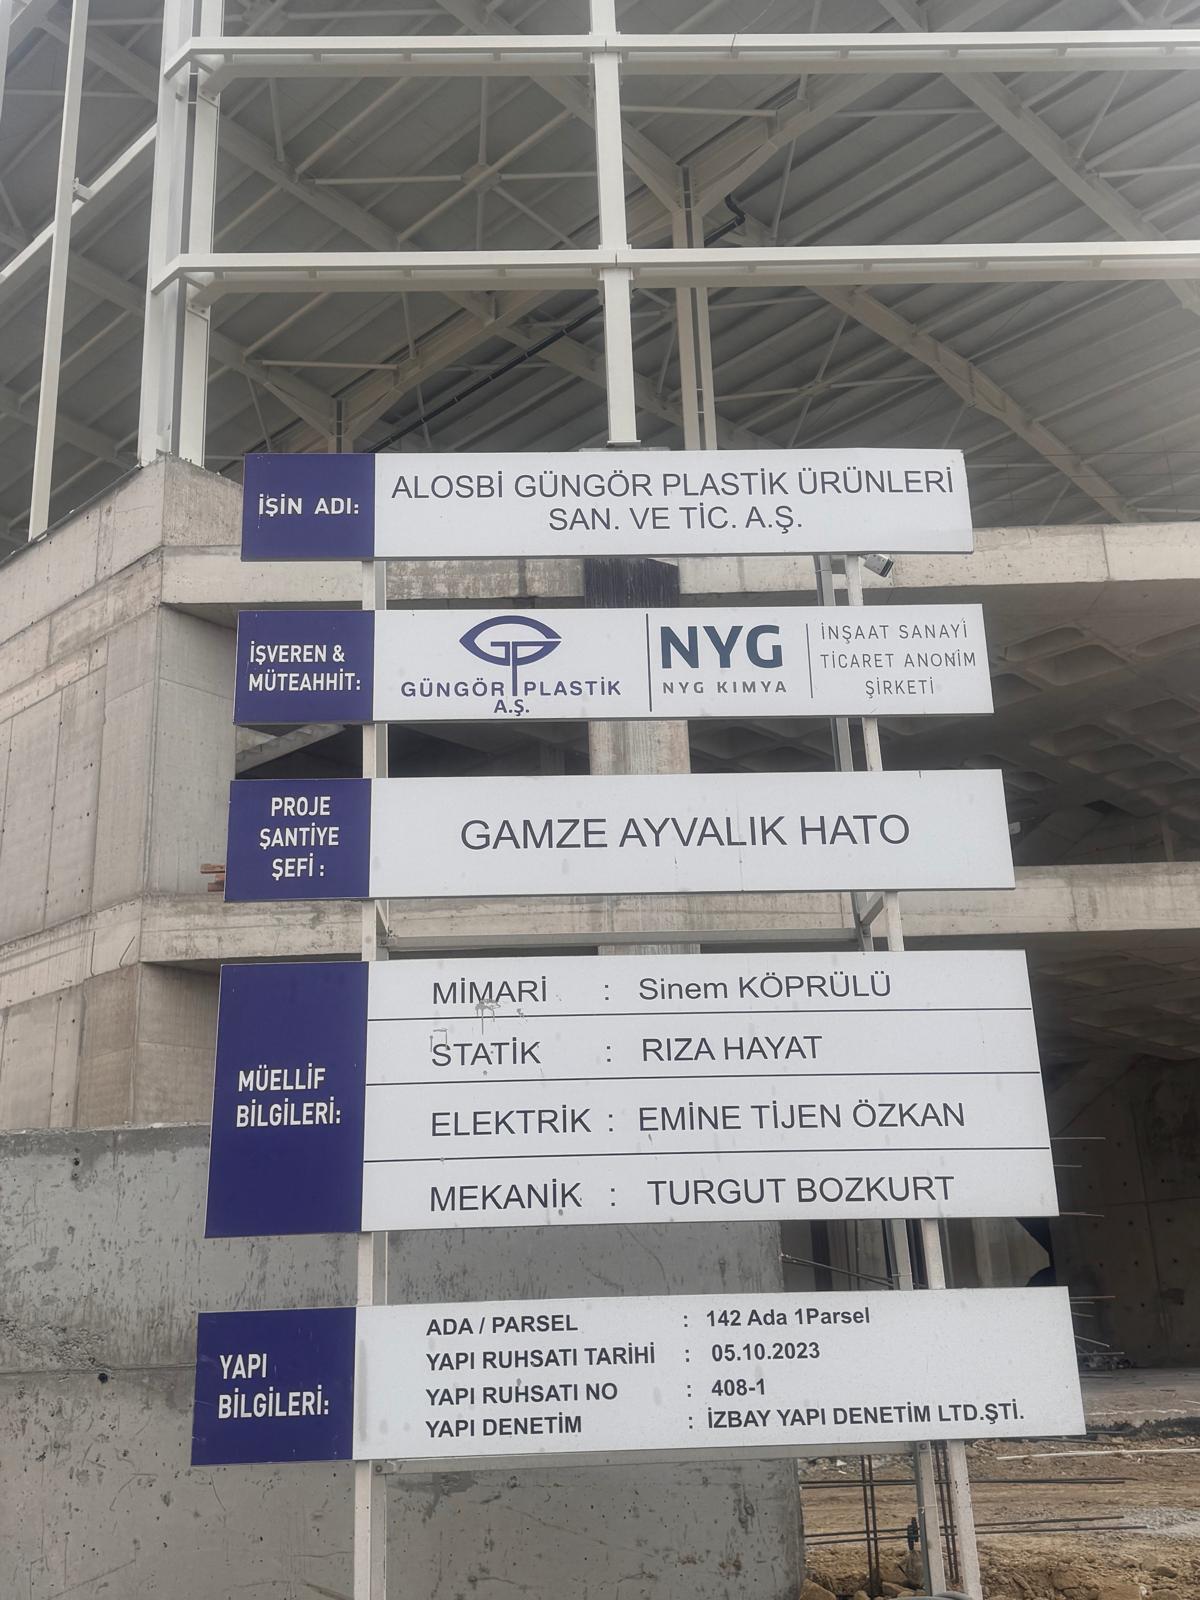 İŞİN ADI:
ALOSBİ GÜNGÖR PLASTİK ÜRÜNLERİ
SAN. VE TİC. A.Ş.
İŞVEREN &
MÜTEAHHİT:
GP
GÜNGÖR PLASTİK
A.Ş.
NYG
NYG KIMYA
İNŞAAT SANAYİ
TİCARET ANONİM
ŞİRKETİ
PROJE
ŞANTİYE
ŞEFİ :
GAMZE AYVALIK HATO
MÜELLİF
BİLGİLERİ:
MİMARİ : Sinem KÖPRÜLÜ
STATİK : RIZA HAYAT
ELEKTRİK : EMİNE TİJEN ÖZKAN
MEKANİK : TURGUT BOZKURT
YAPI
BİLGİLERİ:
ADA / PARSEL : 142 Ada 1Parsel
YAPI RUHSATI TARİHİ : 05.10.2023
YAPI RUHSATI NO : 408-1
YAPI DENETİM : İZBAY YAPI DENETİM LTD.ŞTİ.